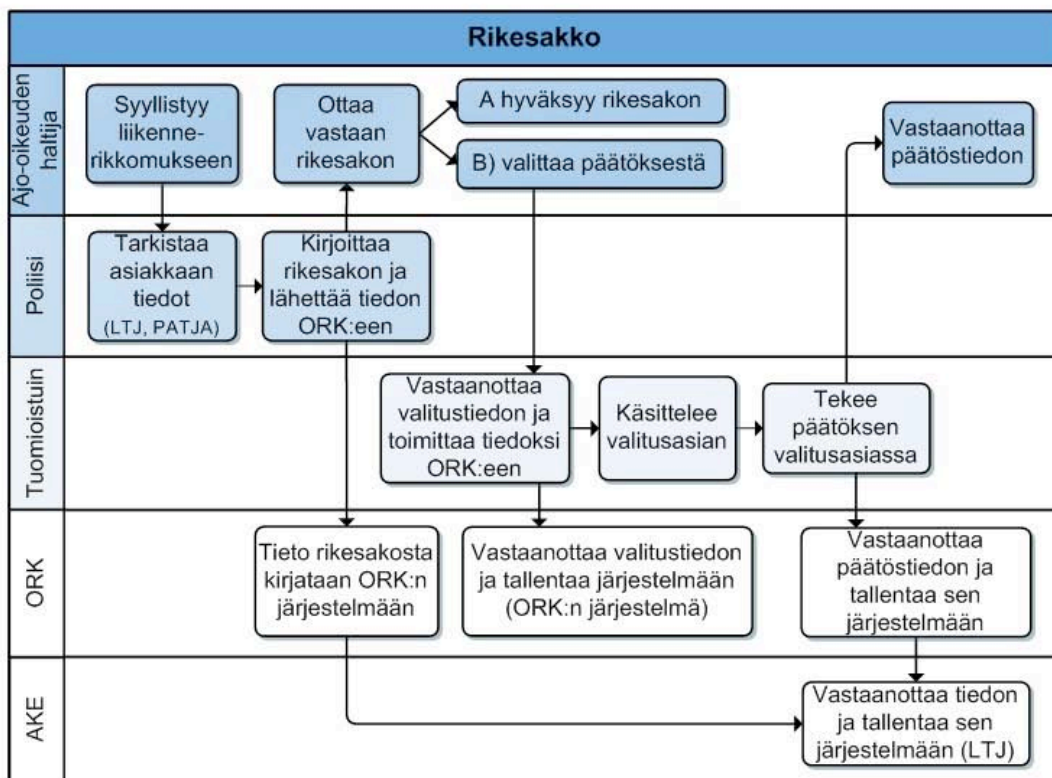 Rikesakko
Ajo-oikeuden
haltija
Syyllistyy
liikenne-
rikkomukseen
Ottaa
vastaan
rikesakon
A hyväksyy rikesakon
B) valittaa päätöksestä
Vastaanottaa
päätöstiedon
Poliisi
Tarkistaa
asiakkaan
tiedot
(LTJ, PATJA)
Kirjoittaa
rikesakon ja
lähettää tiedon
ORK:een
Tuomioistuin
Vastaanottaa
valitustiedon ja
toimittaa tiedoksi
ORK:een
Käsittelee
valitusasian
Tekee
päätöksen
valitusasiassa
ORK
Tieto rikesakosta
kirjataan ORK:n
järjestelmään
Vastaanottaa valitustiedon
ja tallentaa järjestelmään
(ORK:n järjestelmä)
Vastaanottaa
päätöstiedon ja
tallentaa sen
järjestelmään
AKE
Vastaanottaa tiedon
ja tallentaa sen
järjestelmään (LTJ)